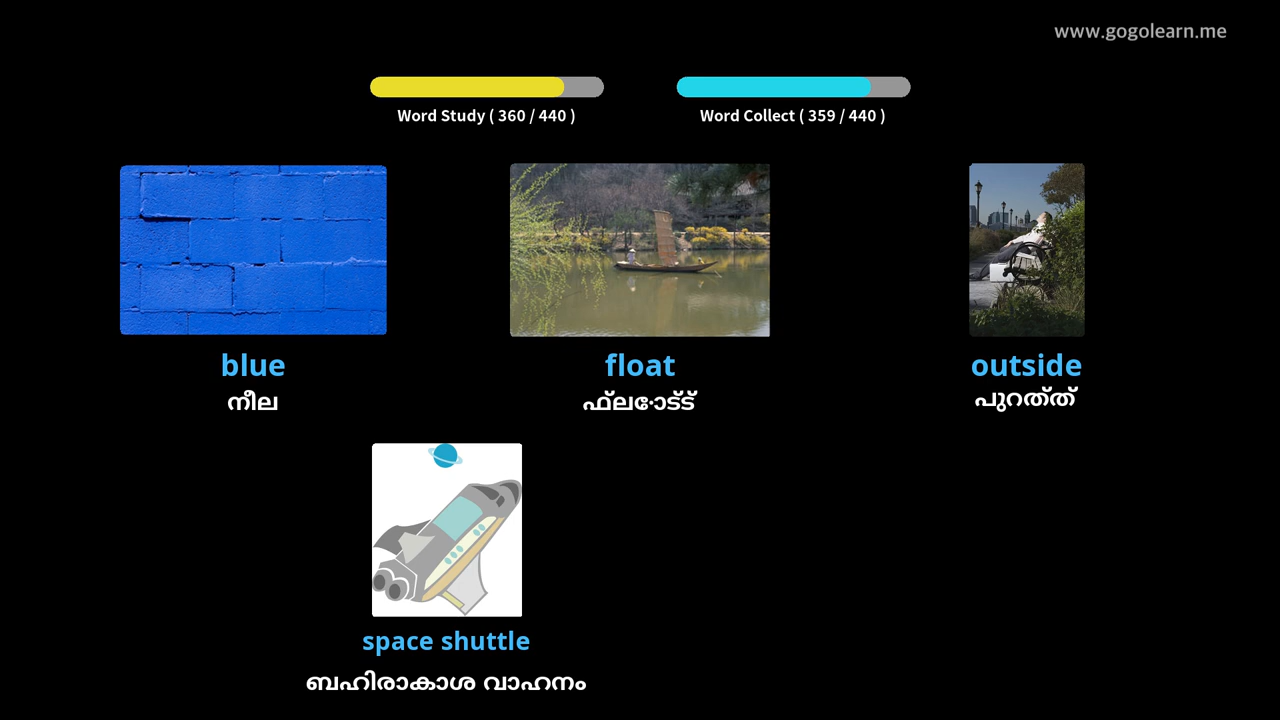 www.gogolearn.me
Word Study ( 360 / 440 )
Word Collect ( 359 / 440 )
blue
നീല
float
ഫ്ലോട്ട്
outside
പുറത്ത്
space shuttle
ബഹിരാകാശ വാഹനം